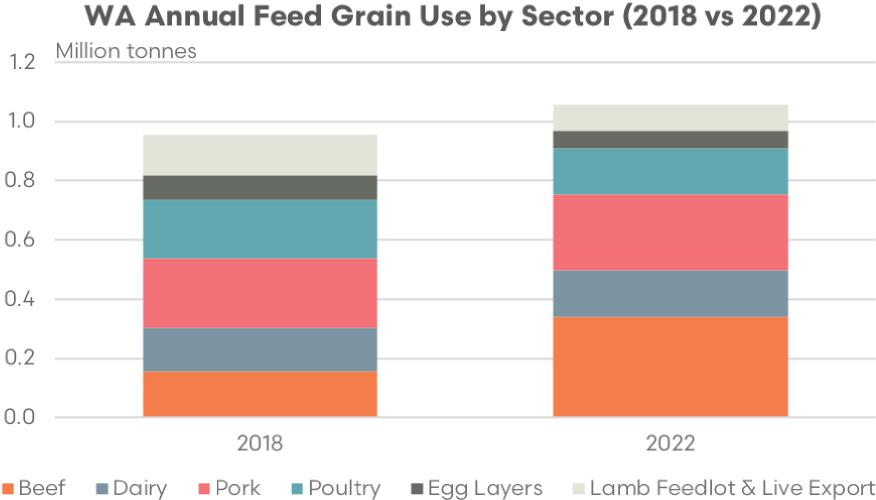 WA Annual Feed Grain Use by Sector (2018 vs 2022)
Million tonnes
1.2
1.0
0.8
0.6
0.4
0.2
0.0
2018 2022
Beef Dairy Pork Poultry Egg Layers Lamb Feedlot & Live Export